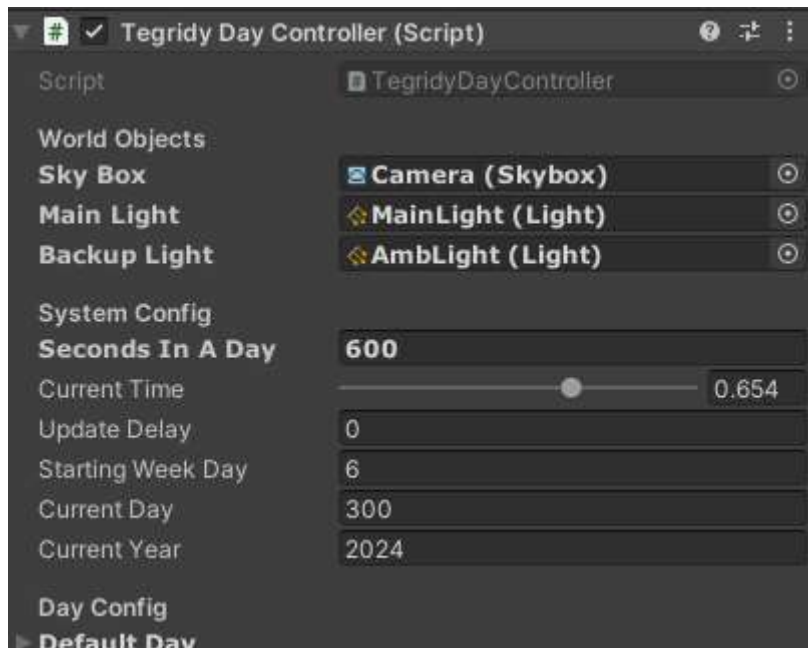 Tegridy Day Controller (Script)
Script TegridyDayController
World Objects
Sky Box Camera (Skybox)
Main Light MainLight (Light)
Backup Light AmbLight (Light)
System Config
Seconds In A Day 600
Current Time 0.654
Update Delay 0
Starting Week Day 6
Current Day 300
Current Year 2024
Day Config
Default Day